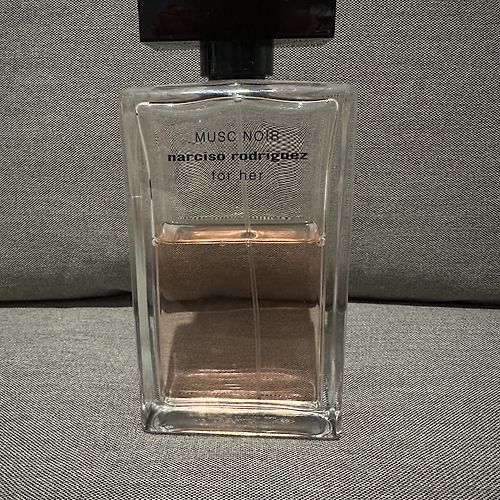 MUSC NOIR
narciso rodriguez
for her